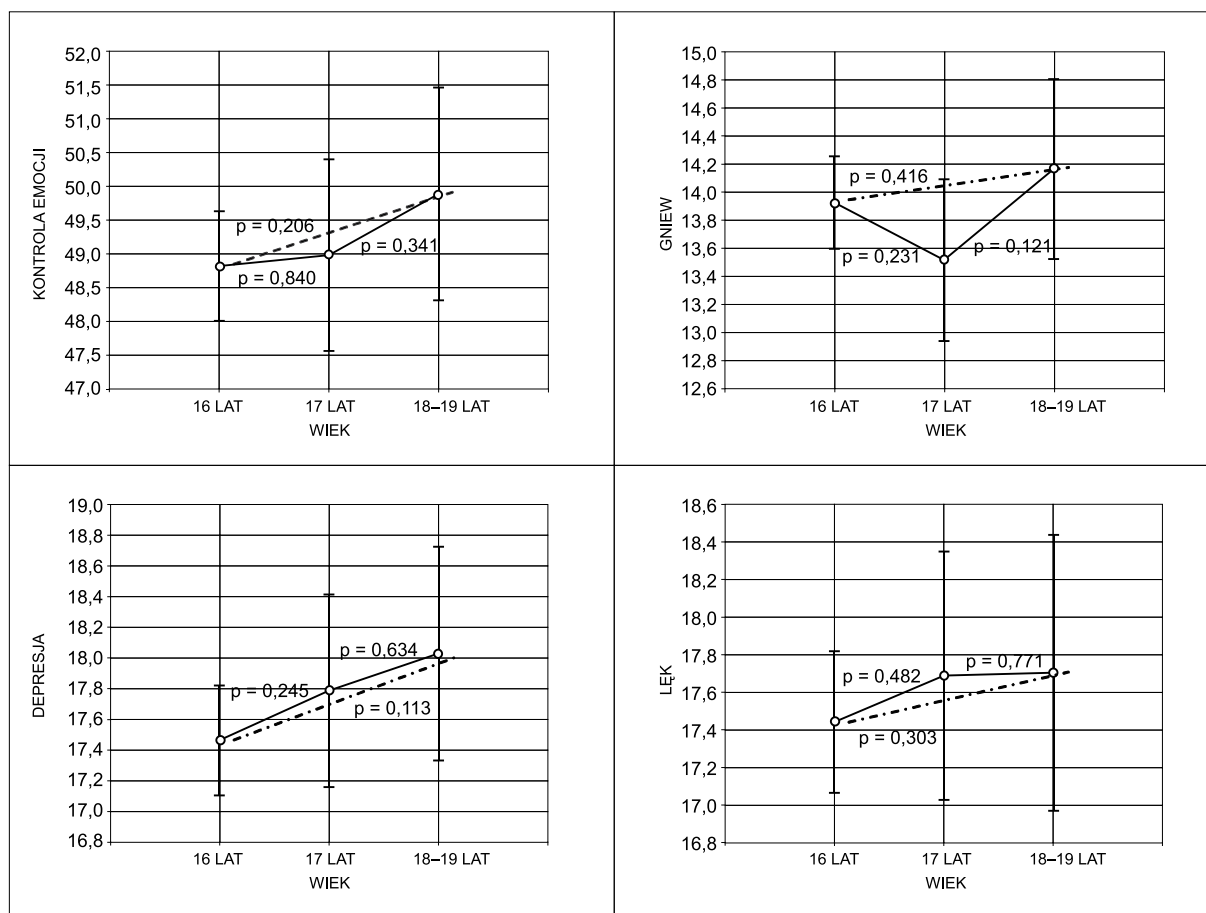 52,0
51,5
51,0
50,5
50,0
49,5
49,0
48,5
48,0
47,5
47,0
KONTROLA EMOCJI
p = 0,206
p = 0,341
p = 0,840
16 LAT 17 LAT 18–19 LAT
WIEK
15,0
14,8
14,6
14,4
14,2
14,0
13,8
13,6
13,4
13,2
13,0
12,8
12,6
GNIEW
p = 0,416
p = 0,231
p = 0,121
16 LAT 17 LAT 18–19 LAT
WIEK
19,0
18,8
18,6
18,4
18,2
18,0
17,8
17,6
17,4
17,2
17,0
16,8
DEPRESJA
p = 0,634
p = 0,245
p = 0,113
16 LAT 17 LAT 18–19 LAT
WIEK
18,6
18,4
18,2
18,0
17,8
17,6
17,4
17,2
17,0
16,8
LĘK
p = 0,482
p = 0,771
p = 0,303
16 LAT 17 LAT 18–19 LAT
WIEK